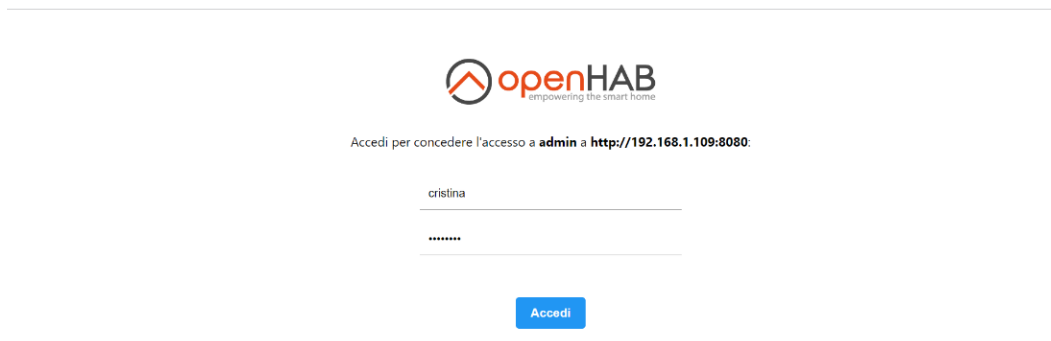 openHAB
empowering the smart home
Accedi per concedere l'accesso a admin a http://192.168.1.109:8080:
cristina
••••••••
Accedi